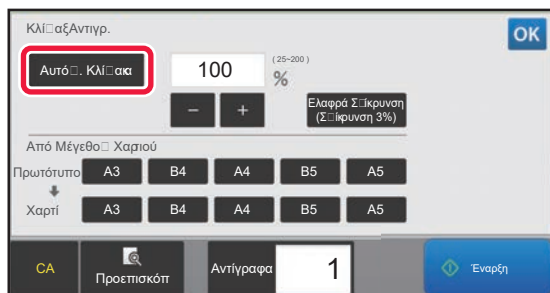 Κλί□αξΑντιγρ.
OK
Αυτό□. Κλί□ακα
100
(25~200)
%
−
+
Ελαφρά Σ□ίκρυνση
(Σ□ίκρυνση 3%)
Από Μέγεθο□ Χαρτιού
Πρωτότυπο A3 B4 A4 B5 A5
Χαρτί A3 B4 A4 B5 A5
CA
Προεπισκόπ
Αντίγραφα
1
Έναρξη